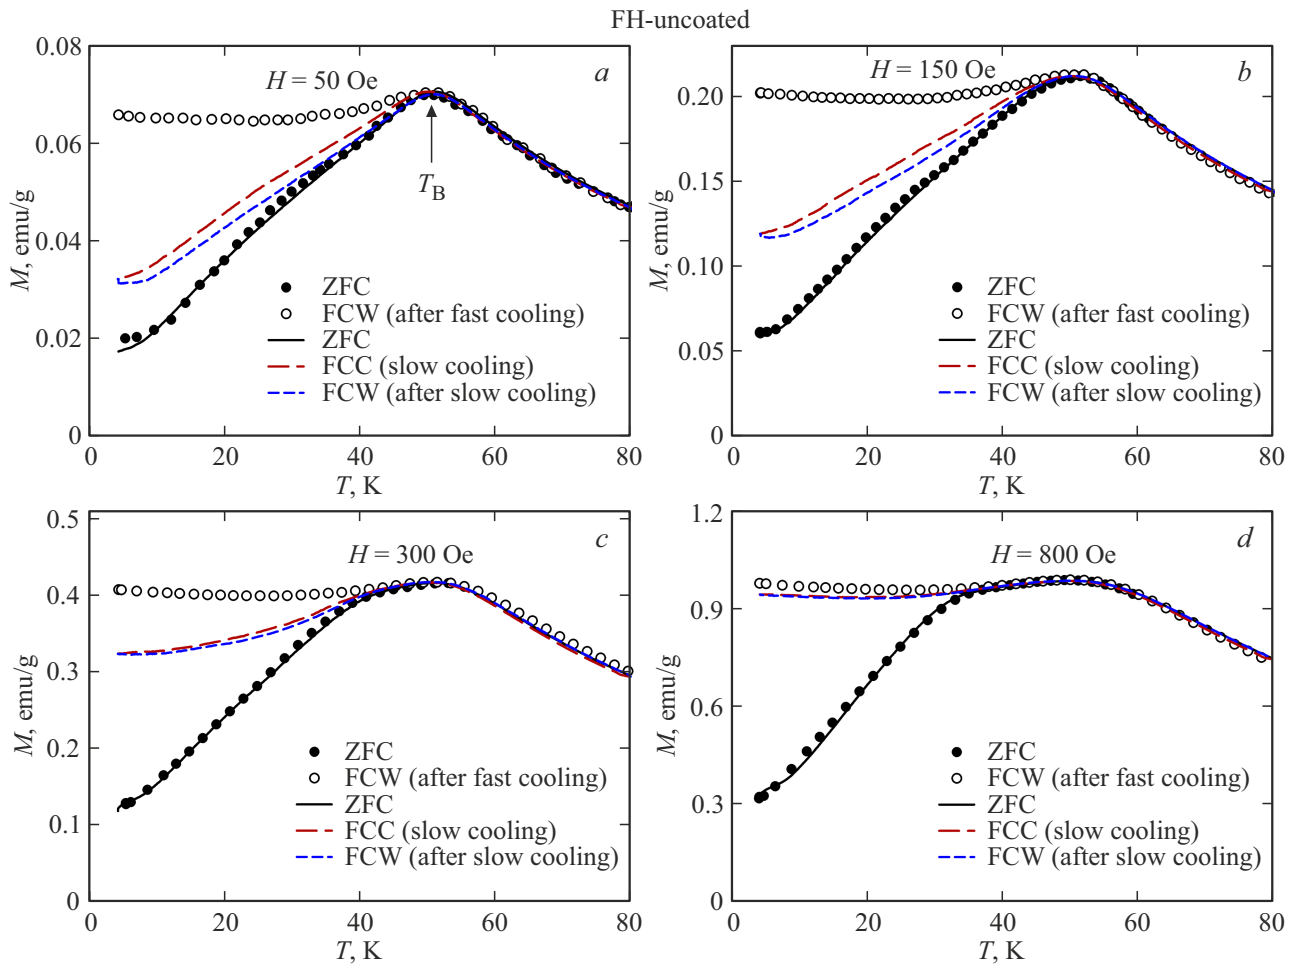 FH-uncoated
0.08
0.06
0.04
0.02
0
M, emu/g
H = 50 Oe
a
T_B
ZFC
FCW (after fast cooling)
ZFC
FCC (slow cooling)
FCW (after slow cooling)
0 20 40 60 80
T, K
0.20
0.15
0.10
0.05
0
M, emu/g
H = 150 Oe
b
ZFC
FCW (after fast cooling)
ZFC
FCC (slow cooling)
FCW (after slow cooling)
0 20 40 60 80
T, K
0.5
0.4
0.3
0.2
0.1
0
M, emu/g
H = 300 Oe
c
ZFC
FCW (after fast cooling)
ZFC
FCC (slow cooling)
FCW (after slow cooling)
0 20 40 60 80
T, K
1.2
0.9
0.6
0.3
0
M, emu/g
H = 800 Oe
d
ZFC
FCW (after fast cooling)
ZFC
FCC (slow cooling)
FCW (after slow cooling)
0 20 40 60 80
T, K